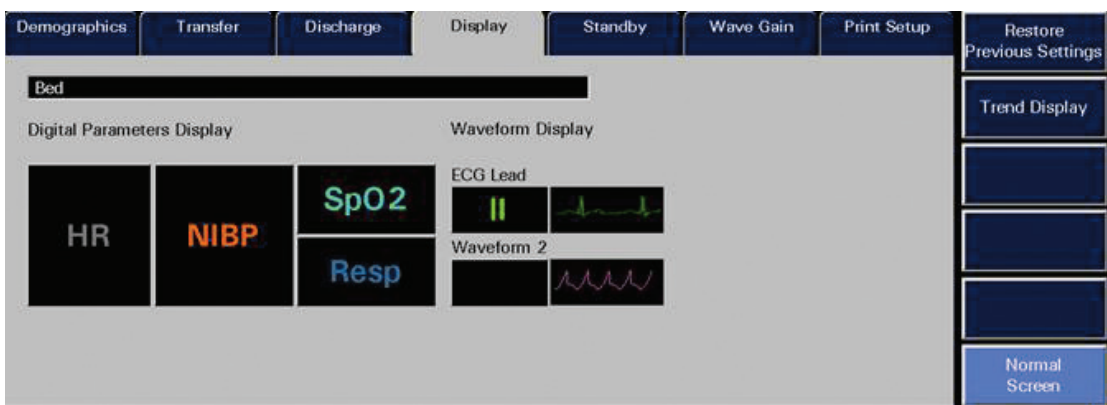 Demographics
Transfer
Discharge
Display
Standby
Wave Gain
Print Setup
Restore
Previous Settings
Bed
Trend Display
Digital Parameters Display
Waveform Display
HR
NIBP
SpO2
Resp
ECG Lead
II
Waveform 2
Normal
Screen